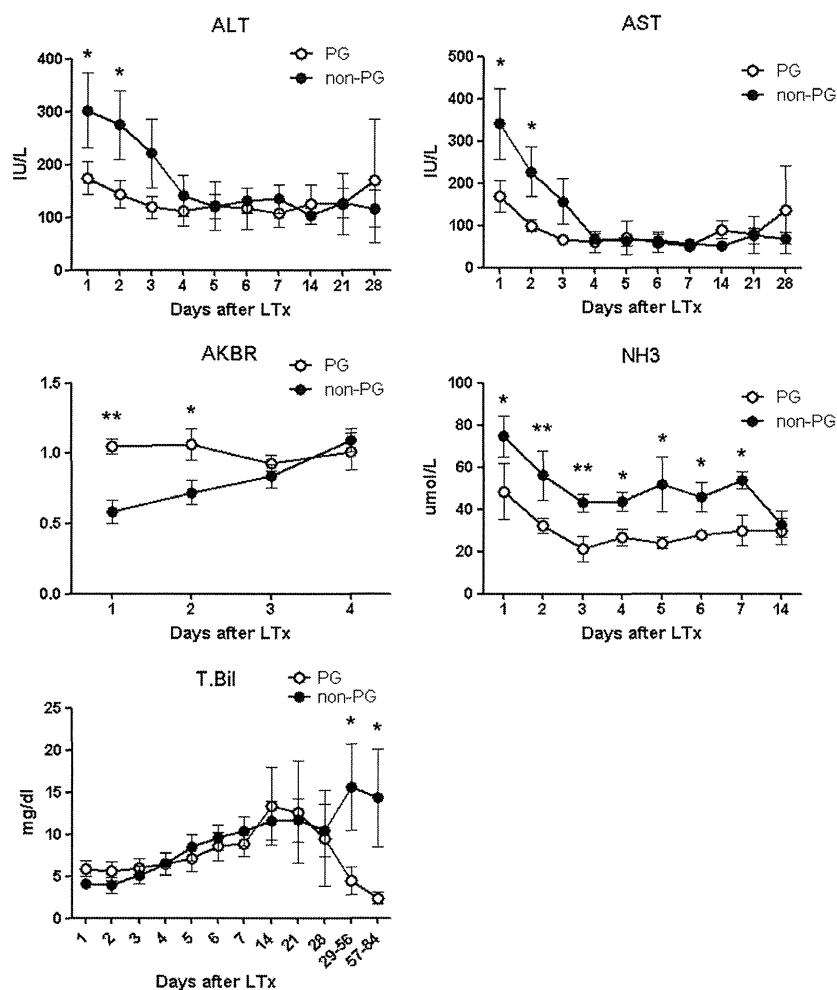 ALT
PG
non-PG
* *
400
300
200
100
0
IU/L
1 2 3 4 5 6 7 14 21 28
Days after LTx
AST
PG
non-PG
* *
500
400
300
200
100
0
IU/L
1 2 3 4 5 6 7 14 21 28
Days after LTx
AKBR
PG
non-PG
** *
1.5
1.0
0.5
0.0
1 2 3 4
Days after LTx
NH3
PG
non-PG
* ** ** * * * *
100
80
60
40
20
0
umol/L
1 2 3 4 5 6 7 14
Days after LTx
T.Bil
PG
non-PG
* *
25
20
15
10
5
0
mg/dl
1 2 3 4 5 6 7 14 21 28 29-56 57-84
Days after LTx